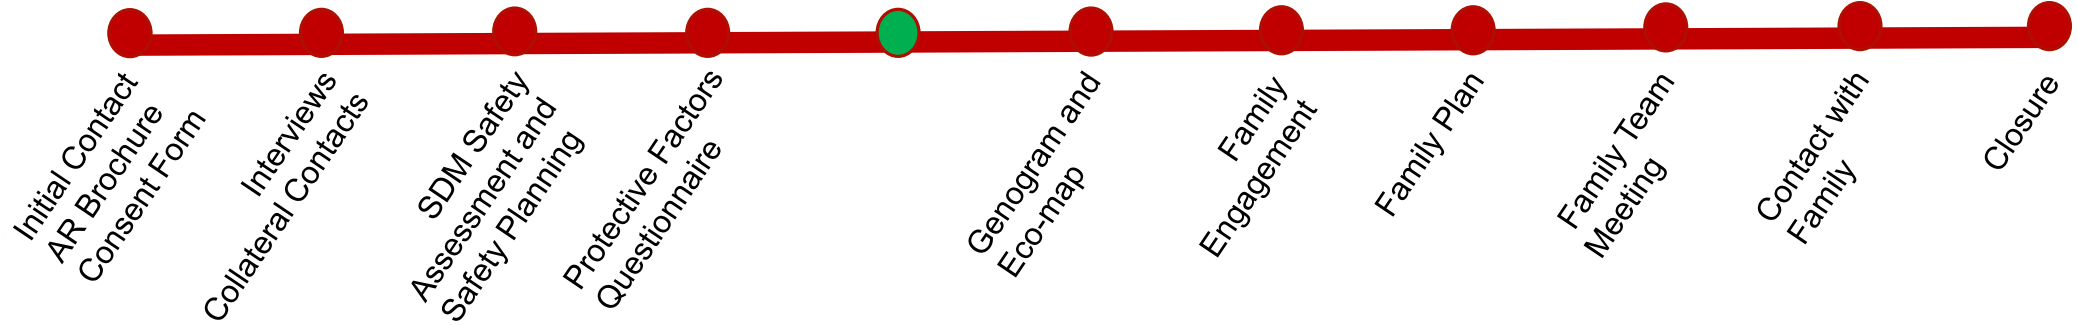 Initial Contact
AR Brochure
Consent Form
Interviews
Collateral Contacts
SDM Safety
Assessment and
Safety Planning
Protective Factors
Questionnaire
Genogram and
Eco-map
Family
Engagement
Family Plan
Family Team
Meeting
Contact with
Family
Closure